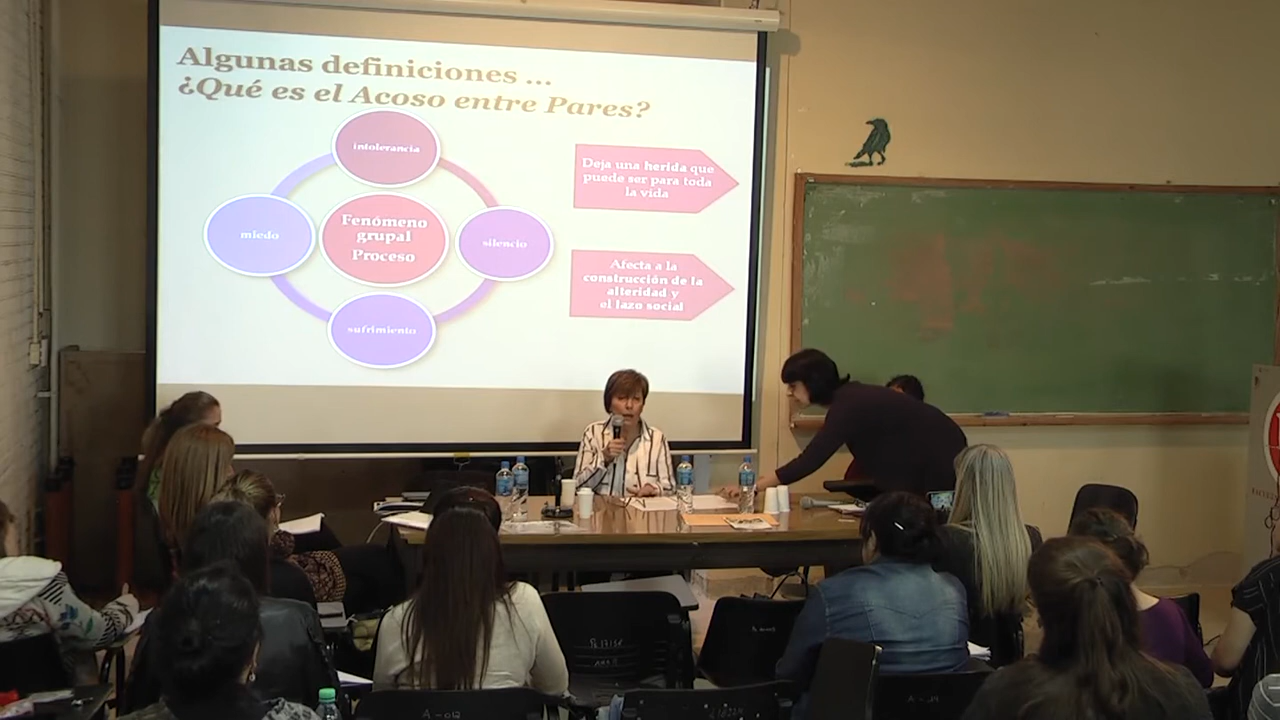 Algunas definiciones ...
¿Qué es el Acoso entre Pares?
intolerancia
miedo
Fenómeno
grupal
Proceso
silencio
sufrimiento
Deja una herida que
puede ser para toda
la vida
Afecta a la
construcción de la
alteridad y
el lazo social